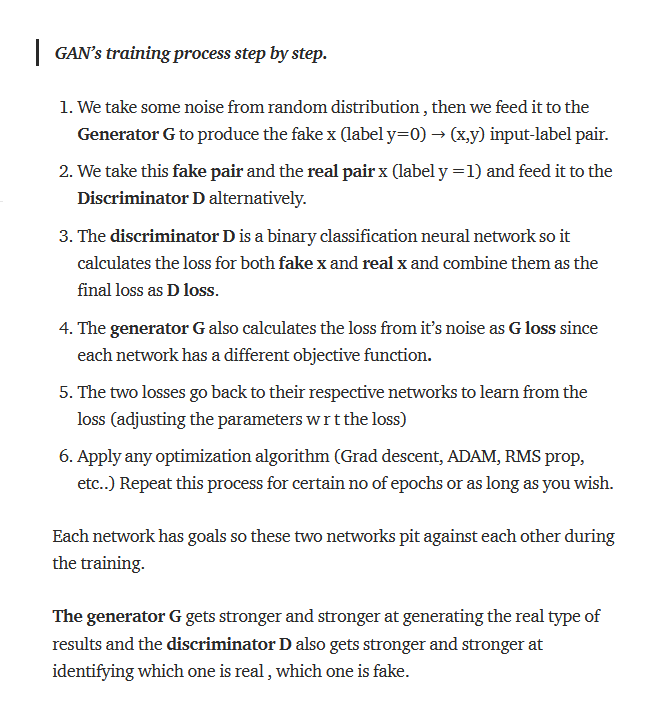 GAN's training process step by step.
1. We take some noise from random distribution , then we feed it to the
Generator G to produce the fake x (label y=0) → (x,y) input-label pair.
2. We take this fake pair and the real pair x (label y =1) and feed it to the
Discriminator D alternatively.
3. The discriminator D is a binary classification neural network so it
calculates the loss for both fake x and real x and combine them as the
final loss as D loss.
4. The generator G also calculates the loss from it's noise as G loss since
each network has a different objective function.
5. The two losses go back to their respective networks to learn from the
loss (adjusting the parameters w r t the loss)
6. Apply any optimization algorithm (Grad descent, ADAM, RMS prop,
etc..) Repeat this process for certain no of epochs or as long as you wish.
Each network has goals so these two networks pit against each other during
the training.
The generator G gets stronger and stronger at generating the real type of
results and the discriminator D also gets stronger and stronger at
identifying which one is real , which one is fake.